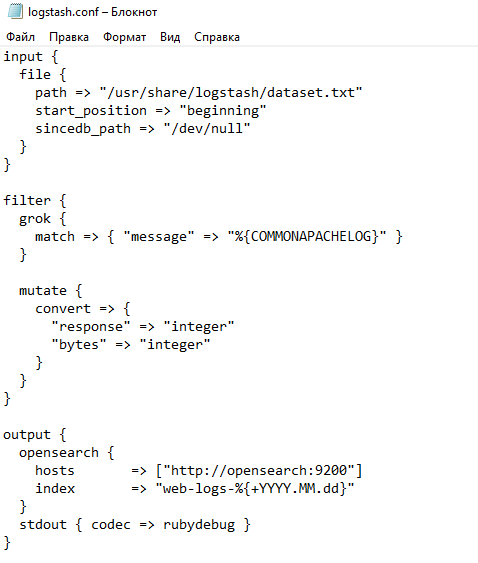 logstash.conf – Блокнот
Файл Правка Формат Вид Справка
input {
  file {
    path => "/usr/share/logstash/dataset.txt"
    start_position => "beginning"
    sincedb_path => "/dev/null"
  }
}

filter {
  grok {
    match => { "message" => "%{COMMONAPACHELOG}" }
  }

  mutate {
    convert => {
      "response" => "integer"
      "bytes" => "integer"
    }
  }
}

output {
  opensearch {
    hosts       => ["http://opensearch:9200"]
    index       => "web-logs-%{+YYYY.MM.dd}"
  }
  stdout { codec => rubydebug }
}